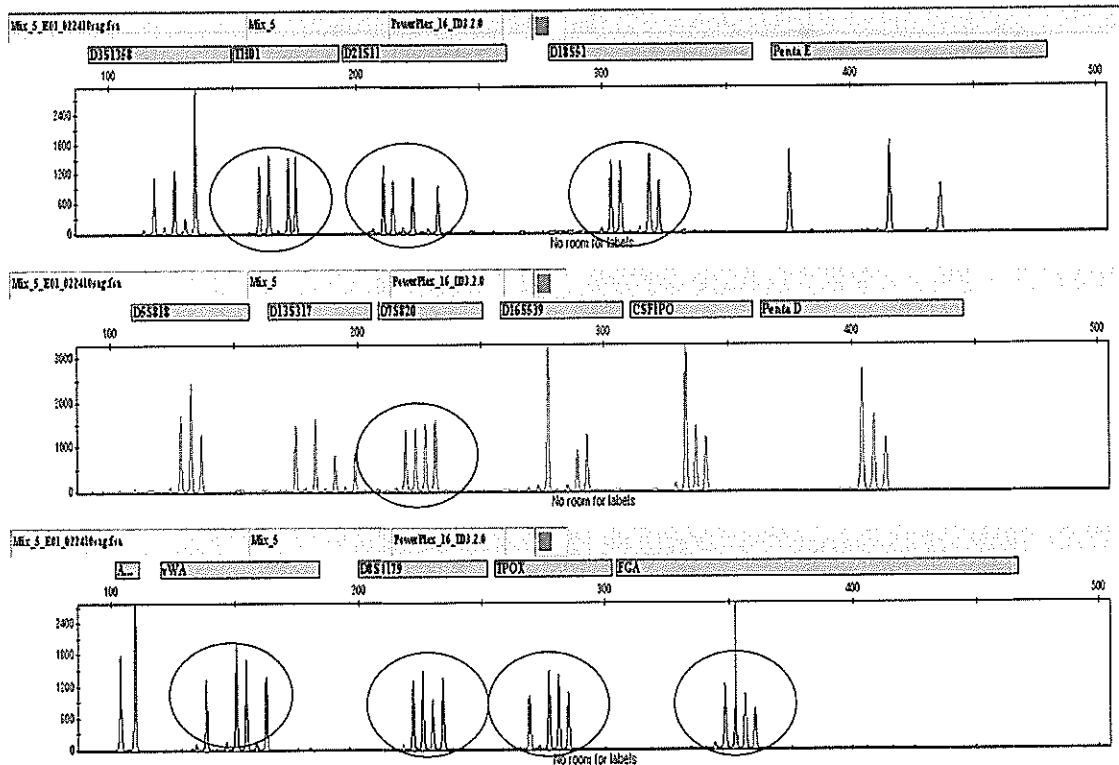 Mix_5_E01_022410sng.fsa Mix_5 PowerPlex_16_ID3.2.0
D3S1358 TH01 D21S11 D18S51 Penta E
100 200 300 400 500
2400
1800
1200
600
0
No room for labels
Mix_5_E01_022410sng.fsa Mix_5 PowerPlex_16_ID3.2.0
D5S818 D13S317 D7S820 D16S539 CSF1PO Penta D
100 200 300 400 500
3000
2000
1000
0
No room for labels
Mix_5_E01_022410sng.fsa Mix_5 PowerPlex_16_ID3.2.0
A... vWA D8S1179 TPOX FGA
100 200 300 400 500
2400
1800
1200
600
0
No room for labels